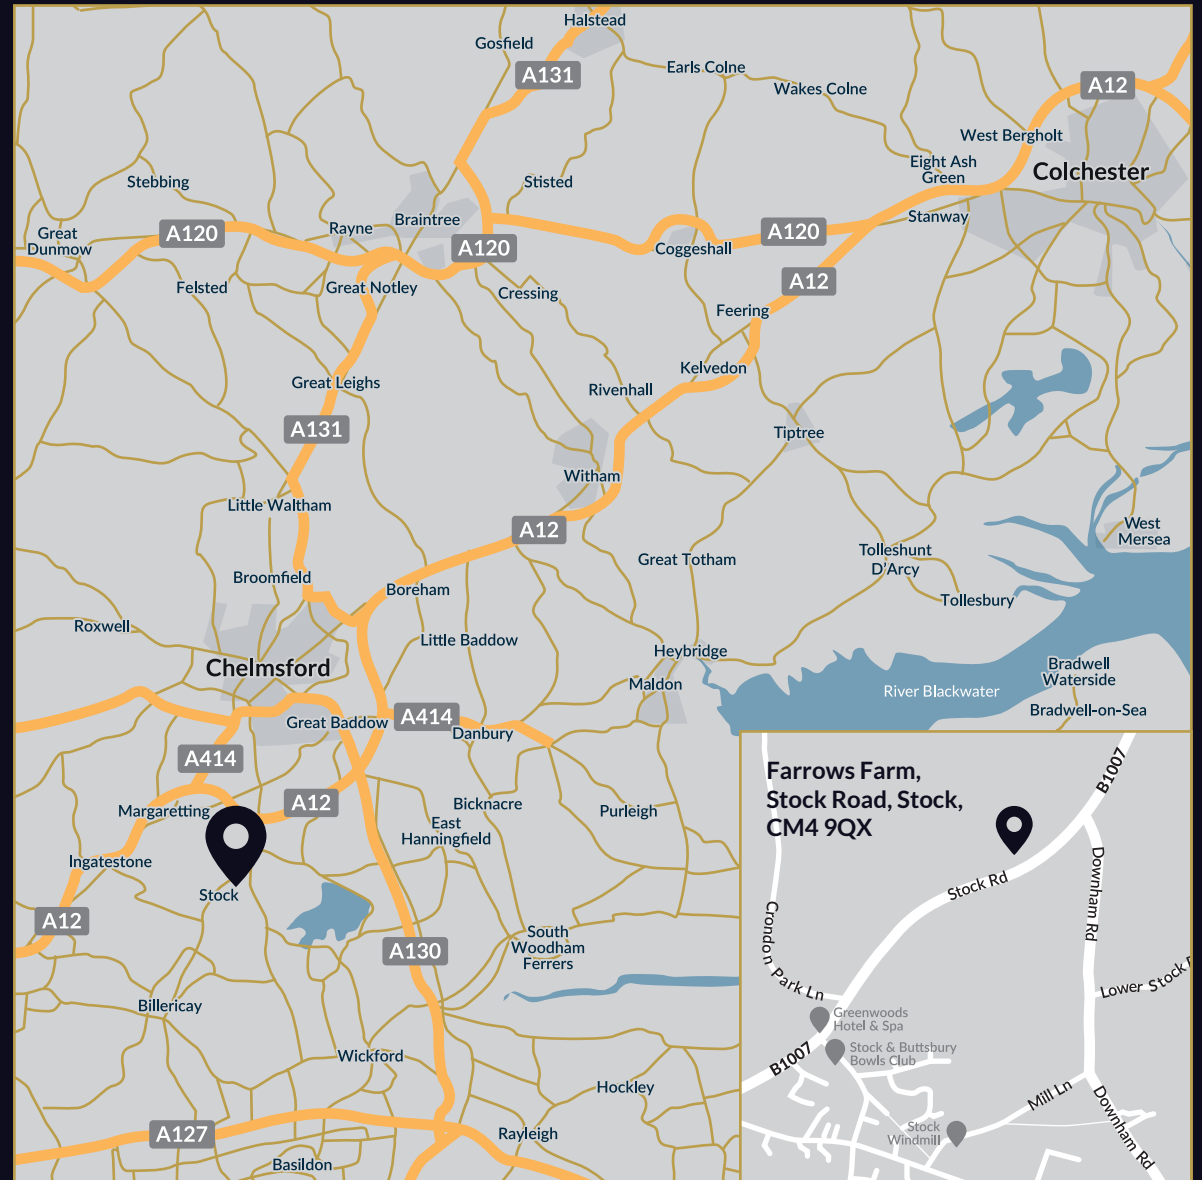 Halstead
Gosfield
A131
Earls Colne
Wakes Colne
A12
West Bergholt
Eight Ash
Green
Colchester
Stebbing
Stisted
Stanway
Great
Dunmow
A120
Rayne
Braintree
A120
Coggeshall
A120
A12
Felsted
Great Notley
Cressing
Feering
Great Leighs
Rivenhall
Kelvedon
A131
Tiptree
Witham
Little Waltham
A12
West
Mersea
Great Totham
Tolleshunt
D'Arcy
Broomfield
Boreham
Tollesbury
Roxwell
Little Baddow
Heybridge
Chelmsford
Maldon
River Blackwater
Bradwell
Waterside
Bradwell-on-Sea
Great Baddow
A414
Danbury
A414
A12
Margaretting
Bicknacre
Purleigh
East
Hanningfield
Ingatestone
Stock
A12
A130
South
Woodham
Ferrers
Billericay
Wickford
Hockley
A127
Rayleigh
Basildon
Farrows Farm,
Stock Road, Stock,
CM4 9QX
B1007
Stock Rd
Downham Rd
Crondon Park Ln
Lower Stock R
Greenwoods
Hotel & Spa
B1007
Stock & Buttsbury
Bowls Club
Mill Ln
Stock
Windmill
Downham Rd